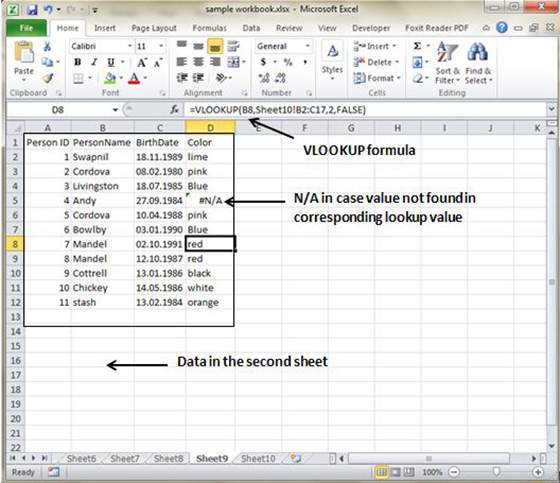 sample workbook.xlsx - Microsoft Excel
File Home Insert Page Layout Formulas Data Review View Developer Foxit Reader PDF Acrobat
Calibri 11 General Insert
Paste Delete Sort & Filter Find & Select
Format
Clipboard Font Alignment Number Cells Editing
D8 fx =VLOOKUP(B8,Sheet10!B2:C17,2,FALSE)
A B C D E F G H I J K
1 Person ID PersonName BirthDate Color
2 1 Swapnil 18.11.1989 lime
3 2 Cordova 08.02.1980 pink
4 3 Livingston 18.07.1985 Blue
5 4 Andy 27.09.1984 #N/A
6 5 Cordova 10.04.1988 pink
7 6 Bowlby 03.01.1990 Blue
8 7 Mandel 02.10.1991 red
9 8 Mandel 12.10.1987 red
10 9 Cottrell 13.01.1986 black
11 10 Chickey 14.05.1986 white
12 11 stash 13.02.1984 orange
13
14
15
16
17
18
19
20
21
22
VLOOKUP formula
N/A in case value not found in
corresponding lookup value
Data in the second sheet
Sheet6 Sheet7 Sheet8 Sheet9 Sheet10
Ready 100%